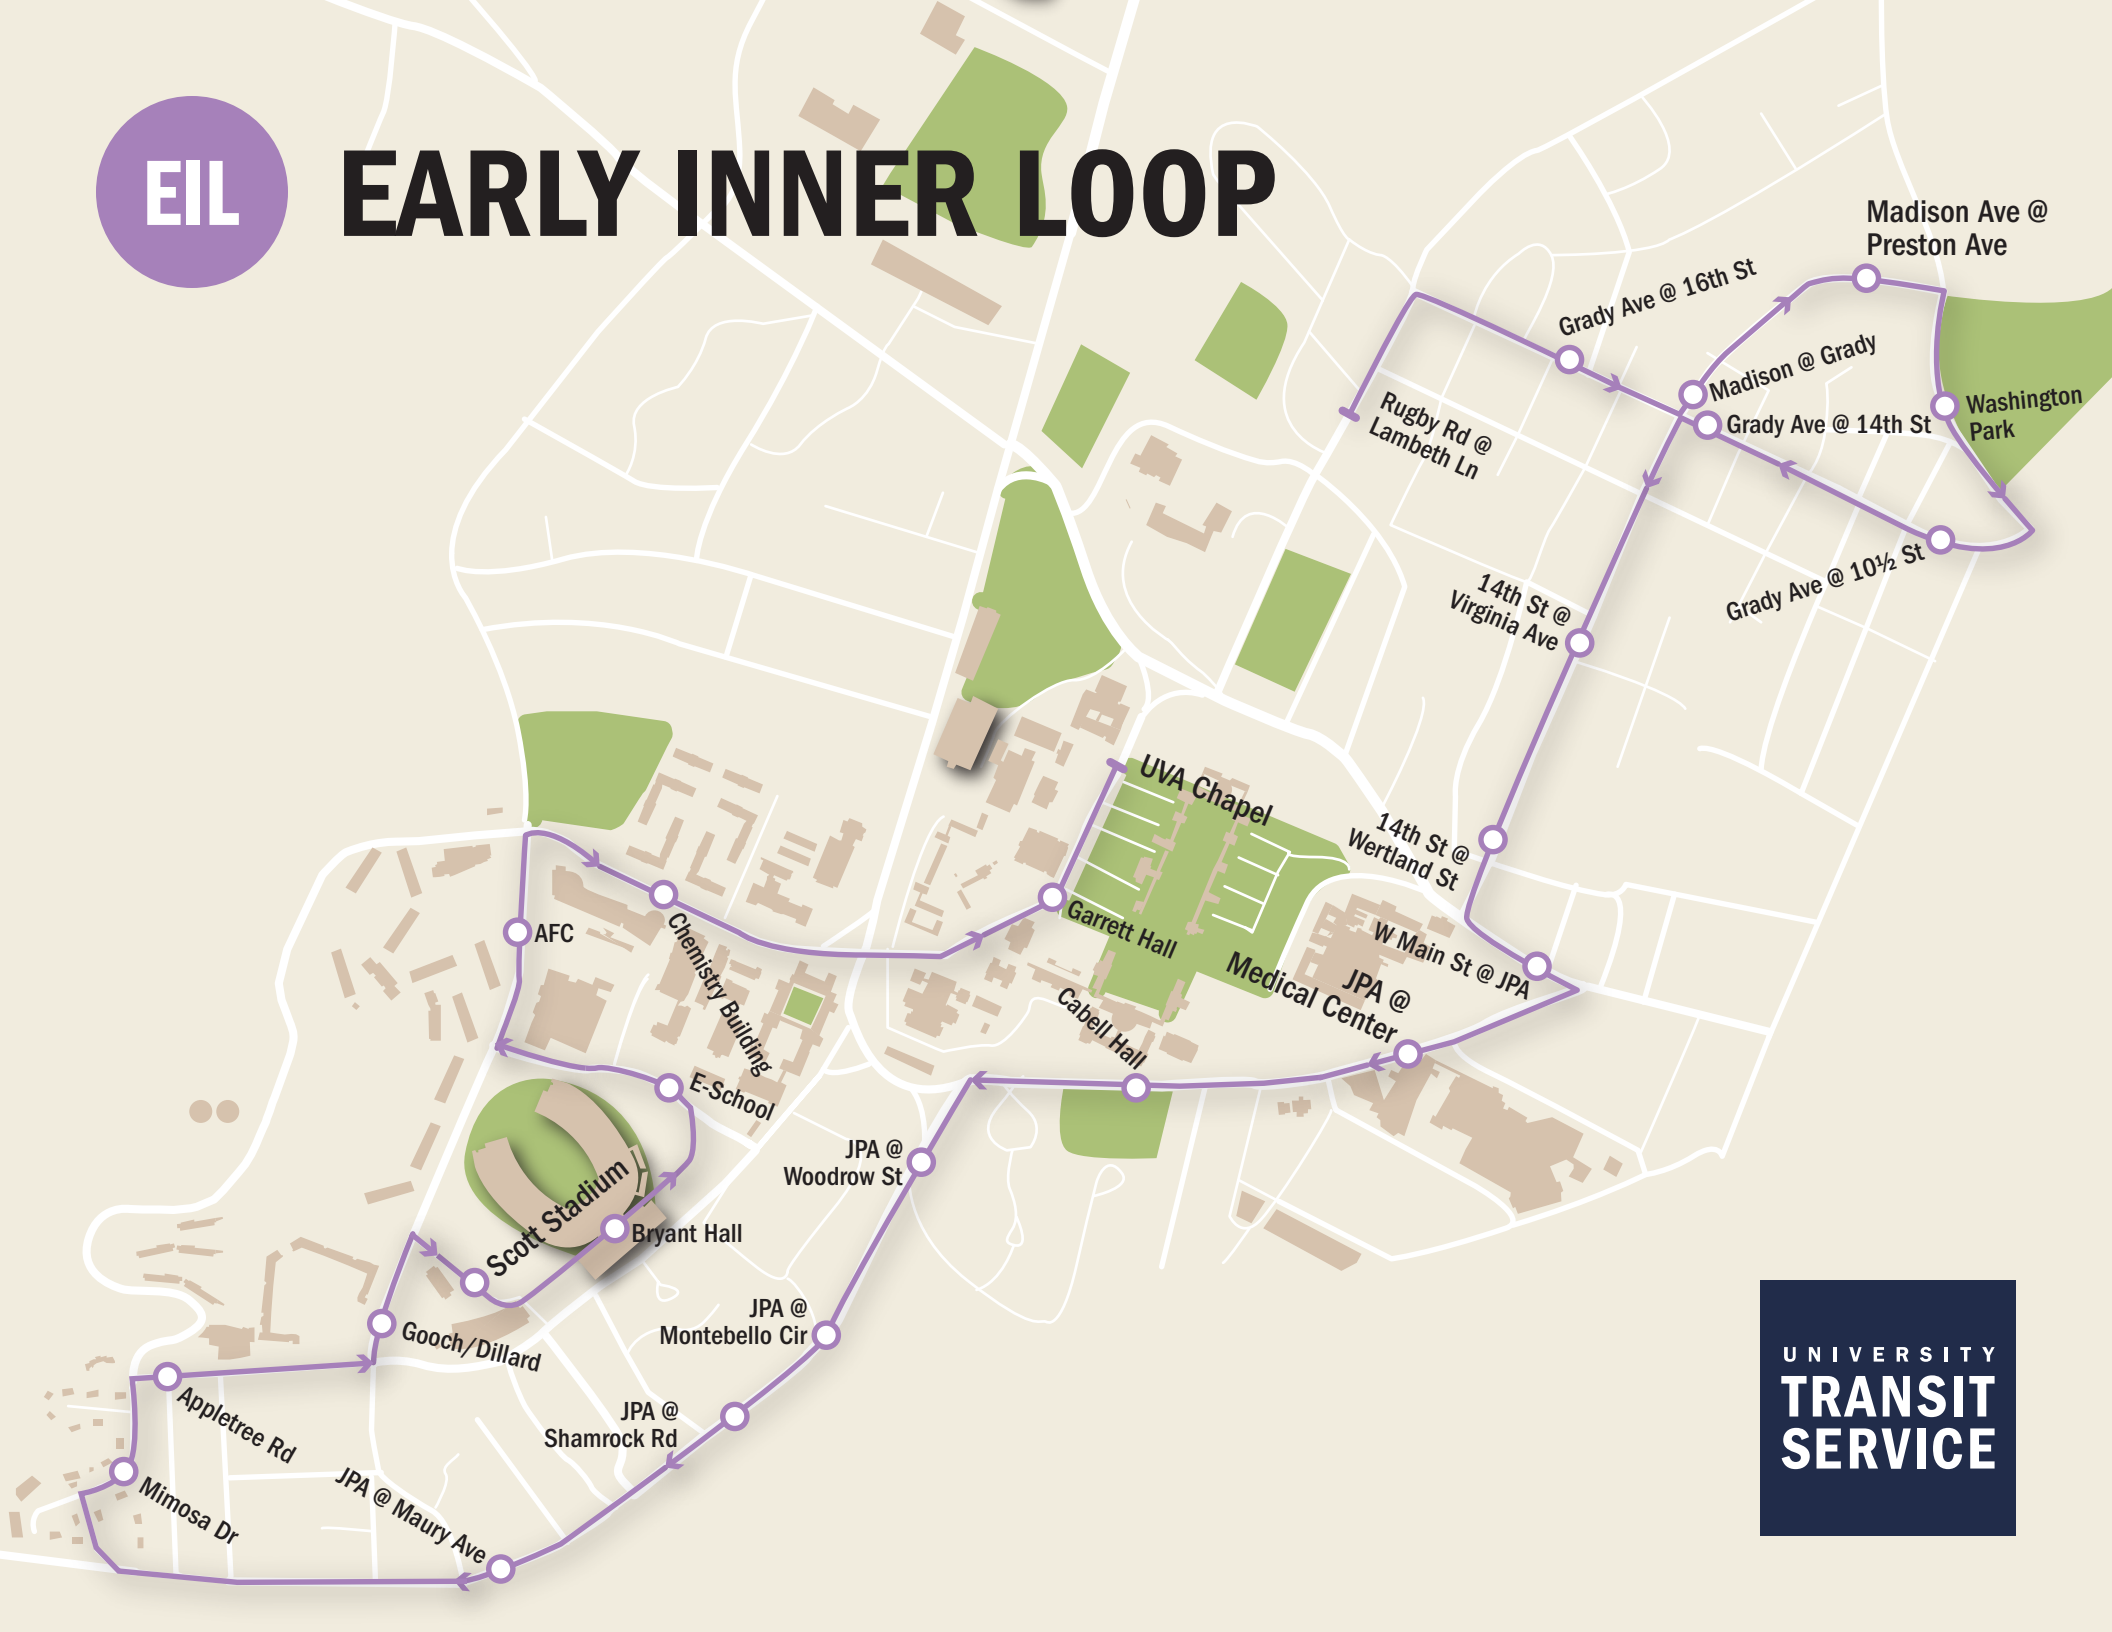 EIL
EARLY INNER LOOP
Madison Ave @
Preston Ave
Grady Ave @ 16th St
Madison @ Grady
Rugby Rd @
Lambeth Ln
Grady Ave @ 14th St
Washington
Park
Grady Ave @ 10½ St
14th St @
Virginia Ave
UVA Chapel
14th St @
Wertland St
AFC
Chemistry Building
Garrett Hall
W Main St @ JPA
JPA @
Medical Center
Cabell Hall
E-School
JPA @
Woodrow St
Scott Stadium
Bryant Hall
JPA @
Montebello Cir
Gooch/Dillard
Appletree Rd
JPA @
Shamrock Rd
Mimosa Dr
JPA @ Maury Ave
UNIVERSITY
TRANSIT
SERVICE